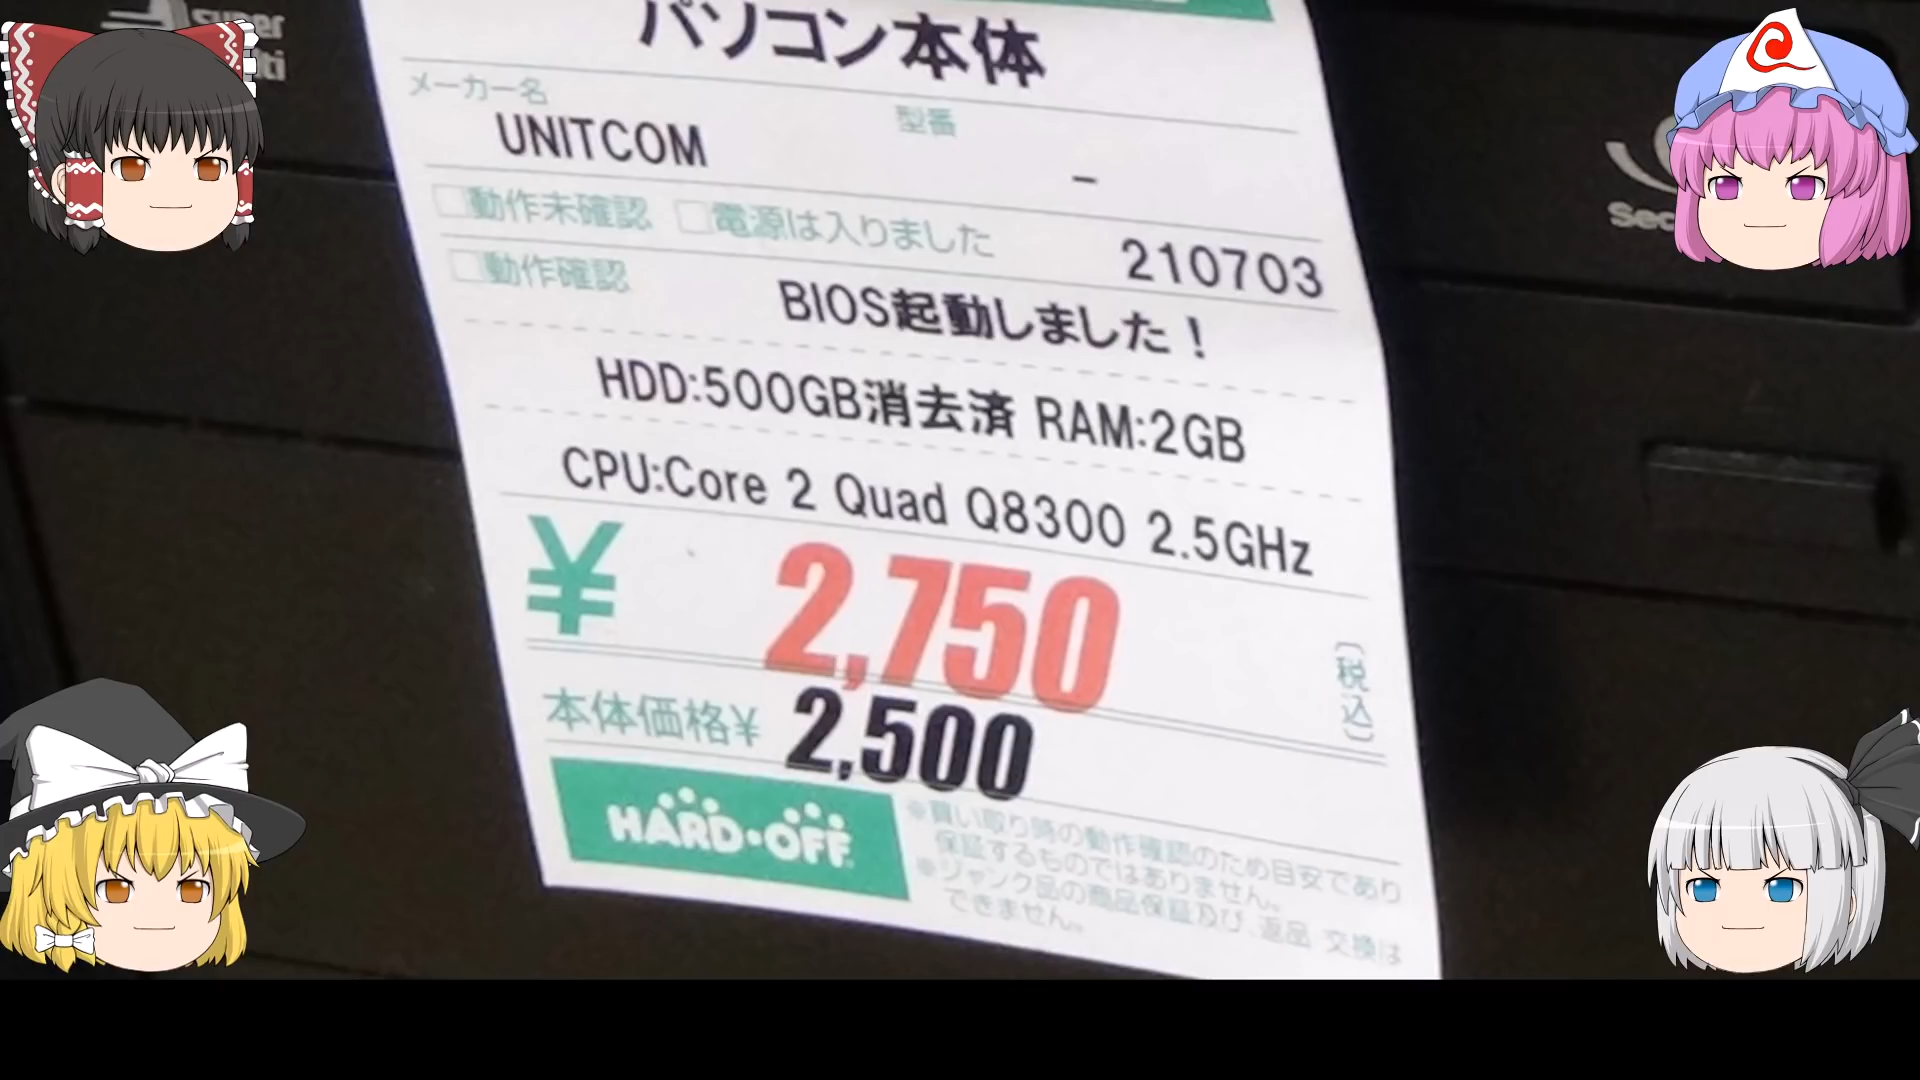 super
パソコン本体
メーカー名
型番
UNITCOM
-
□動作未確認 □電源は入りました
210703
□動作確認
BIOS起動しました！
HDD:500GB消去済 RAM:2GB
CPU:Core 2 Quad Q8300 2.5GHz
¥ 2,750
〔税込〕
本体価格¥ 2,500
HARD・OFF
※買い取り時の動作確認のため目安であり
保証するものではありません。
※ジャンク品の商品保証及び、返品 交換は
できません。